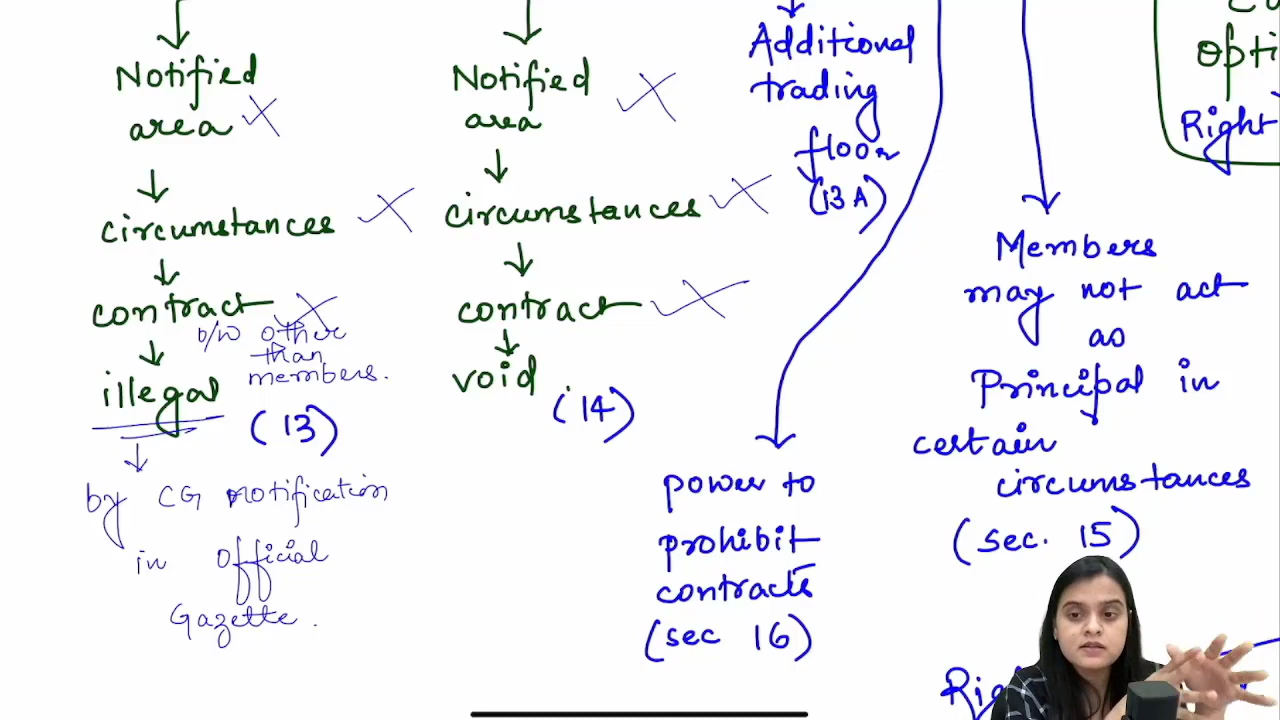 Notified
area
circumstances
contract
b/w other
than
members.
illegal
(13)
by CG notification
in Official
Gazette.
Notified
area
circumstances
contract
void
(14)
Additional
trading
floor
(13A)
power to
prohibit
contracts
(sec 16)
Members
may not act
as
Principal in
certain
circumstances
(sec. 15)
Right